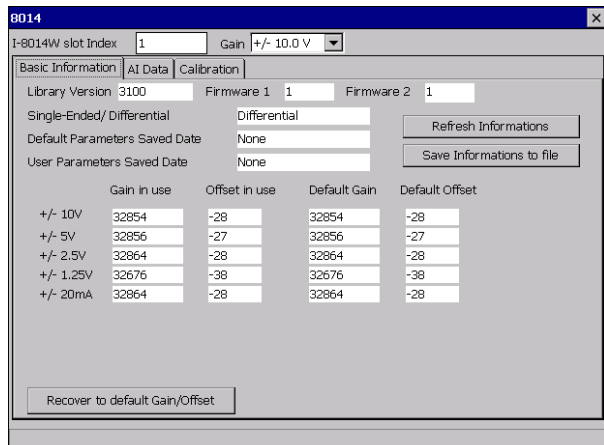 8014
I-8014W slot Index 1 Gain +/- 10.0 V
Basic Information AI Data Calibration
Library Version 3100 Firmware 1 1 Firmware 2 1
Single-Ended/ Differential Differential
Refresh Informations
Default Parameters Saved Date None
Save Informations to file
User Parameters Saved Date None
Gain in use Offset in use Default Gain Default Offset
+/- 10V 32854 -28 32854 -28
+/- 5V 32856 -27 32856 -27
+/- 2.5V 32864 -28 32864 -28
+/- 1.25V 32676 -38 32676 -38
+/- 20mA 32864 -28 32864 -28
Recover to default Gain/Offset